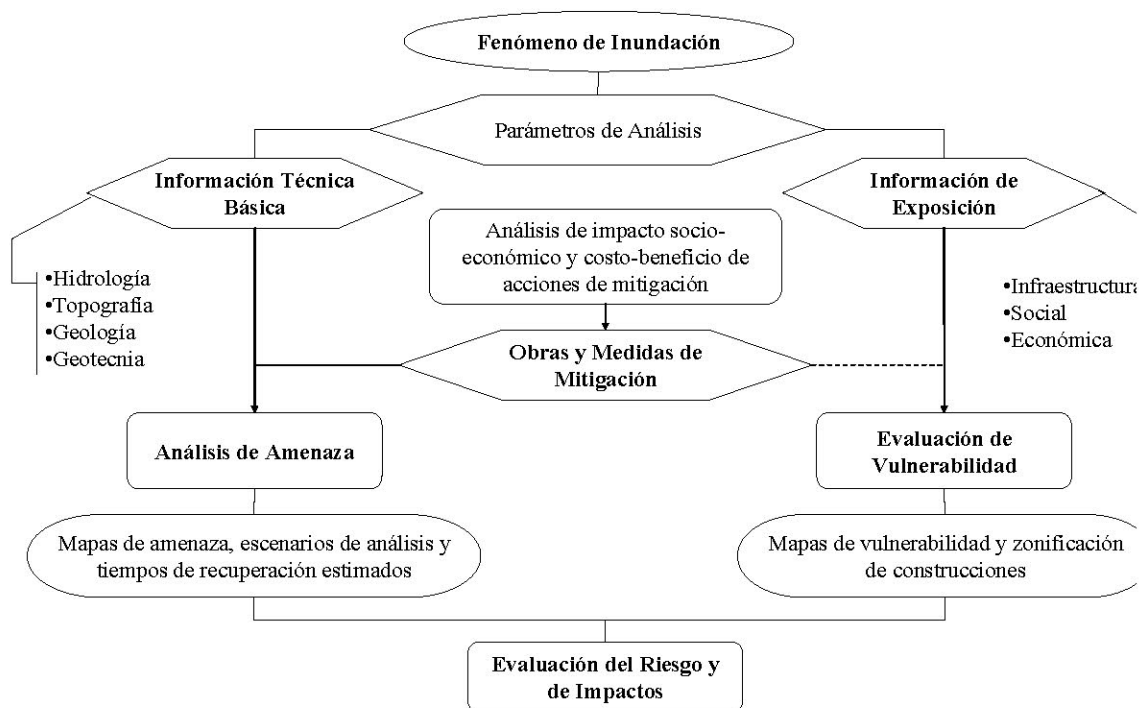 Fenómeno de Inundación
Parámetros de Análisis
Información Técnica
Básica
Información de
Exposición
Análisis de impacto socio-
económico y costo-beneficio de
acciones de mitigación
•Hidrología
•Topografía
•Geología
•Geotecnia
•Infraestructura
•Social
•Económica
Obras y Medidas de
Mitigación
Análisis de Amenaza
Evaluación de
Vulnerabilidad
Mapas de amenaza, escenarios de análisis y
tiempos de recuperación estimados
Mapas de vulnerabilidad y zonificación
de construcciones
Evaluación del Riesgo y
de Impactos